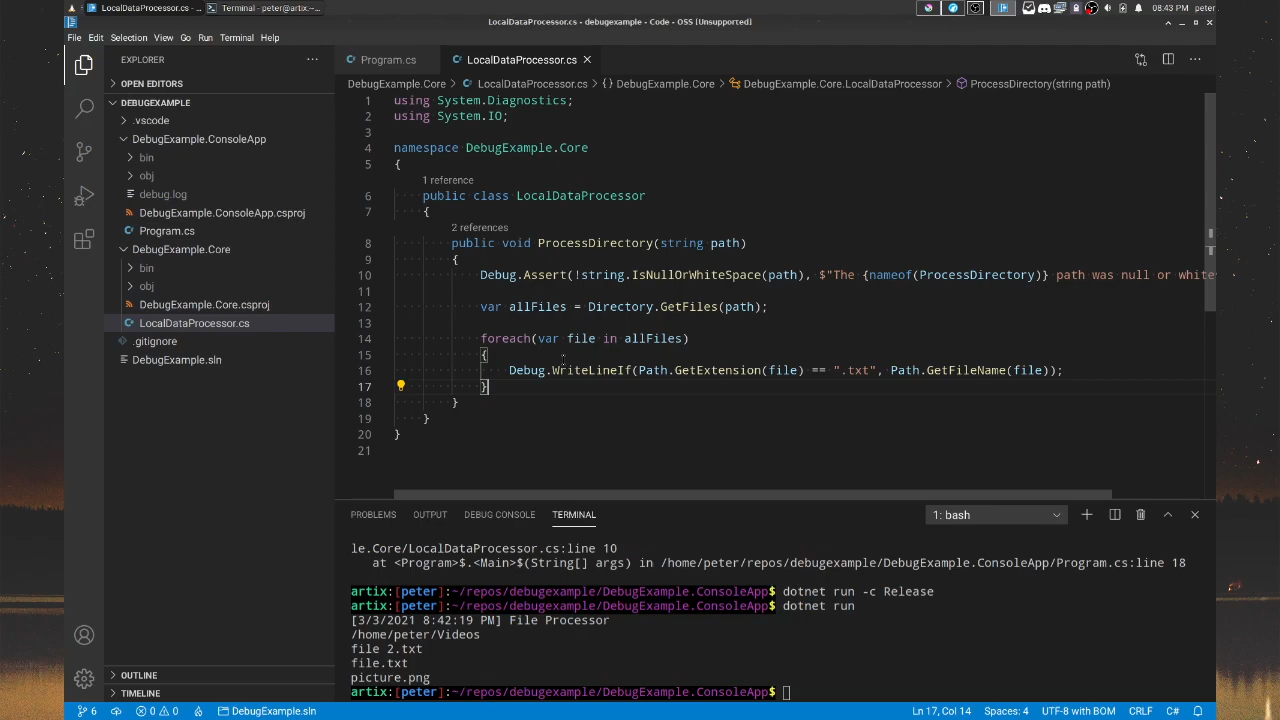 LocalDataProcessor.cs - ...
Terminal - peter@artix:~...
08:43 PM
peter
LocalDataProcessor.cs - debugexample - Code - OSS [Unsupported]
File Edit Selection View Go Run Terminal Help
EXPLORER
OPEN EDITORS
DEBUGEXAMPLE
.vscode
DebugExample.ConsoleApp
bin
obj
debug.log
DebugExample.ConsoleApp.csproj
Program.cs
DebugExample.Core
bin
obj
DebugExample.Core.csproj
LocalDataProcessor.cs
.gitignore
DebugExample.sln
OUTLINE
TIMELINE
Program.cs
LocalDataProcessor.cs
DebugExample.Core > LocalDataProcessor.cs > {} DebugExample.Core > DebugExample.Core.LocalDataProcessor > ProcessDirectory(string path)
1 using System.Diagnostics;
2 using System.IO;
3
4 namespace DebugExample.Core
5 {
1 reference
6 public class LocalDataProcessor
7 {
2 references
8 public void ProcessDirectory(string path)
9 {
10 Debug.Assert(!string.IsNullOrWhiteSpace(path), $"The {nameof(ProcessDirectory)} path was null or white
11
12 var allFiles = Directory.GetFiles(path);
13
14 foreach(var file in allFiles)
15 {
16 Debug.WriteLineIf(Path.GetExtension(file) == ".txt", Path.GetFileName(file));
17 }
18 }
19 }
20 }
21
PROBLEMS OUTPUT DEBUG CONSOLE TERMINAL
1: bash
le.Core/LocalDataProcessor.cs:line 10
at <Program>$.<Main>$(String[] args) in /home/peter/repos/debugexample/DebugExample.ConsoleApp/Program.cs:line 18
artix:[peter]:~/repos/debugexample/DebugExample.ConsoleApp$ dotnet run -c Release
artix:[peter]:~/repos/debugexample/DebugExample.ConsoleApp$ dotnet run
[3/3/2021 8:42:19 PM] File Processor
/home/peter/Videos
file 2.txt
file.txt
picture.png
artix:[peter]:~/repos/debugexample/DebugExample.ConsoleApp$
6
0 0
DebugExample.sln
Ln 17, Col 14
Spaces: 4
UTF-8 with BOM
CRLF
C#